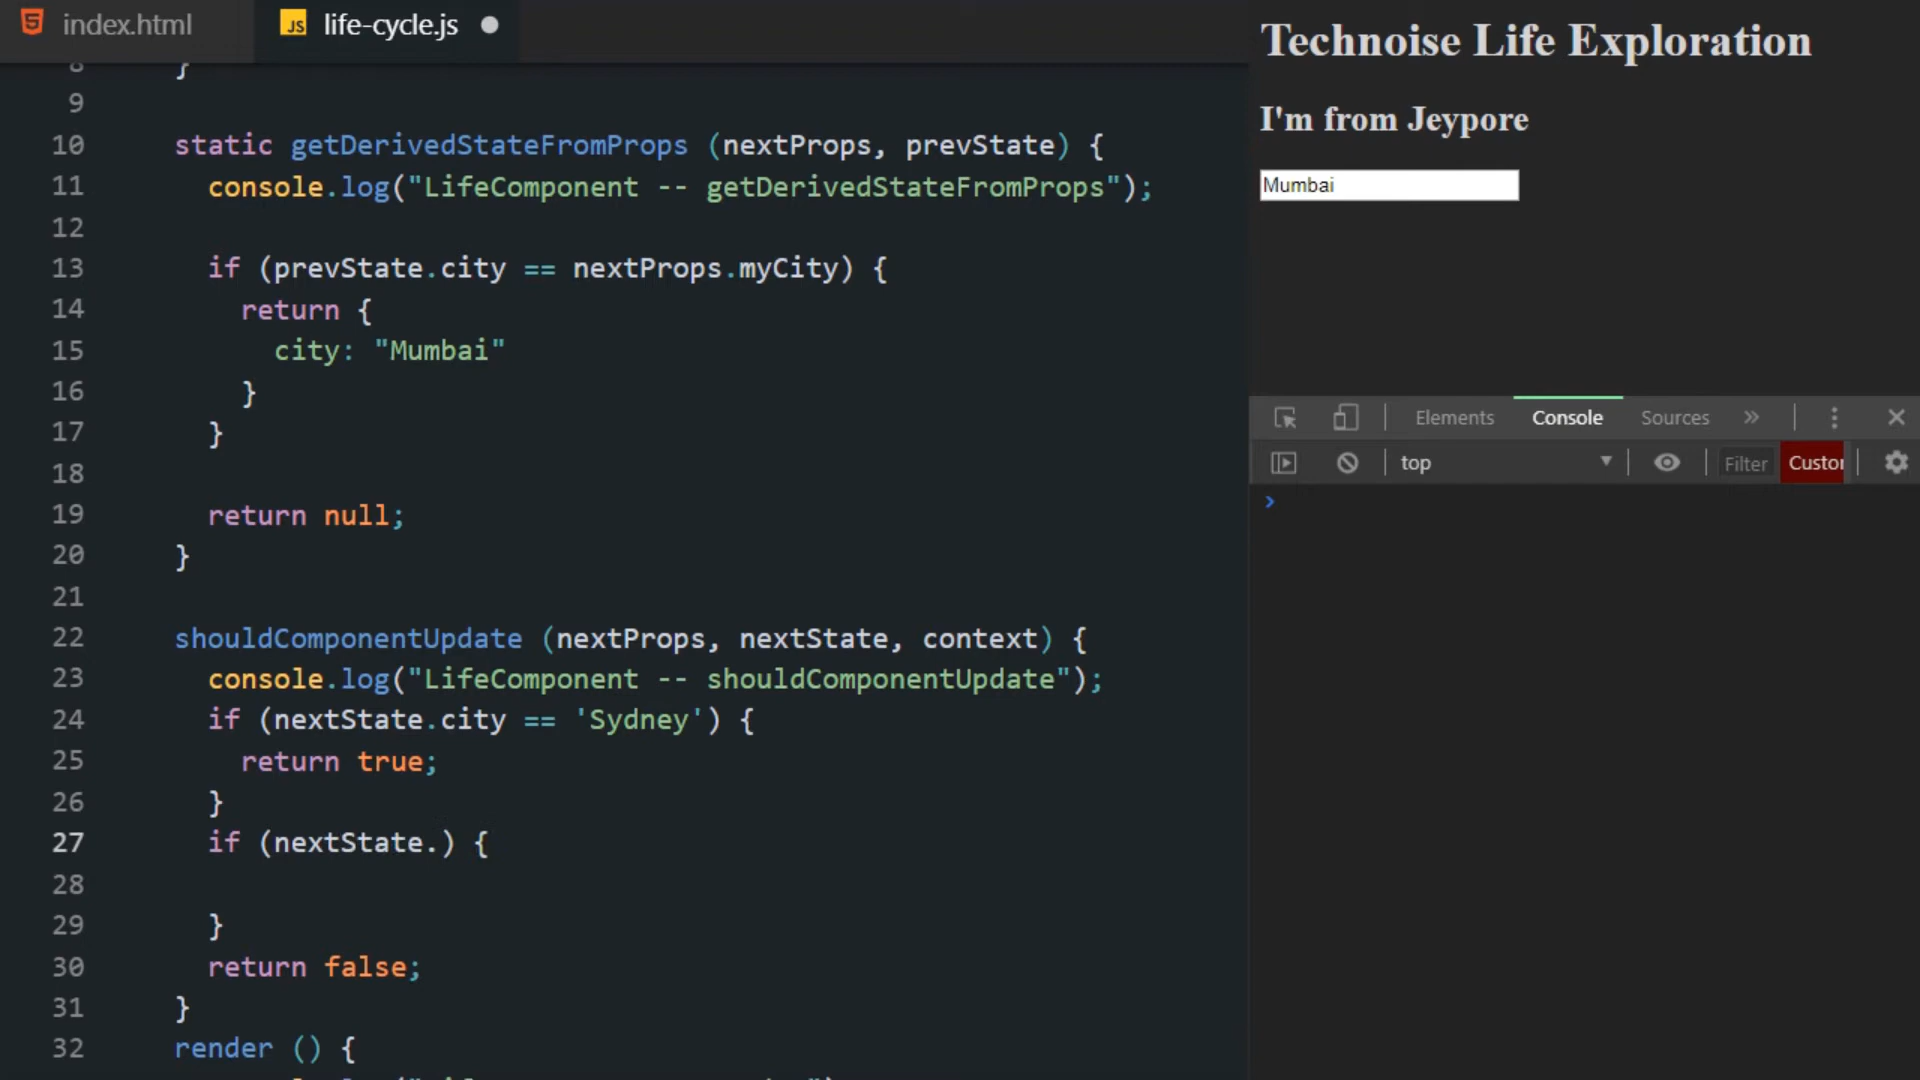 index.html
life-cycle.js
8 }
9
10 static getDerivedStateFromProps (nextProps, prevState) {
11 console.log("LifeComponent -- getDerivedStateFromProps");
12
13 if (prevState.city == nextProps.myCity) {
14 return {
15 city: "Mumbai"
16 }
17 }
18
19 return null;
20 }
21
22 shouldComponentUpdate (nextProps, nextState, context) {
23 console.log("LifeComponent -- shouldComponentUpdate");
24 if (nextState.city == 'Sydney') {
25 return true;
26 }
27 if (nextState.) {
28
29 }
30 return false;
31 }
32 render () {
Technoise Life Exploration
I'm from Jeypore
Mumbai
Elements Console Sources »
top Filter Custor